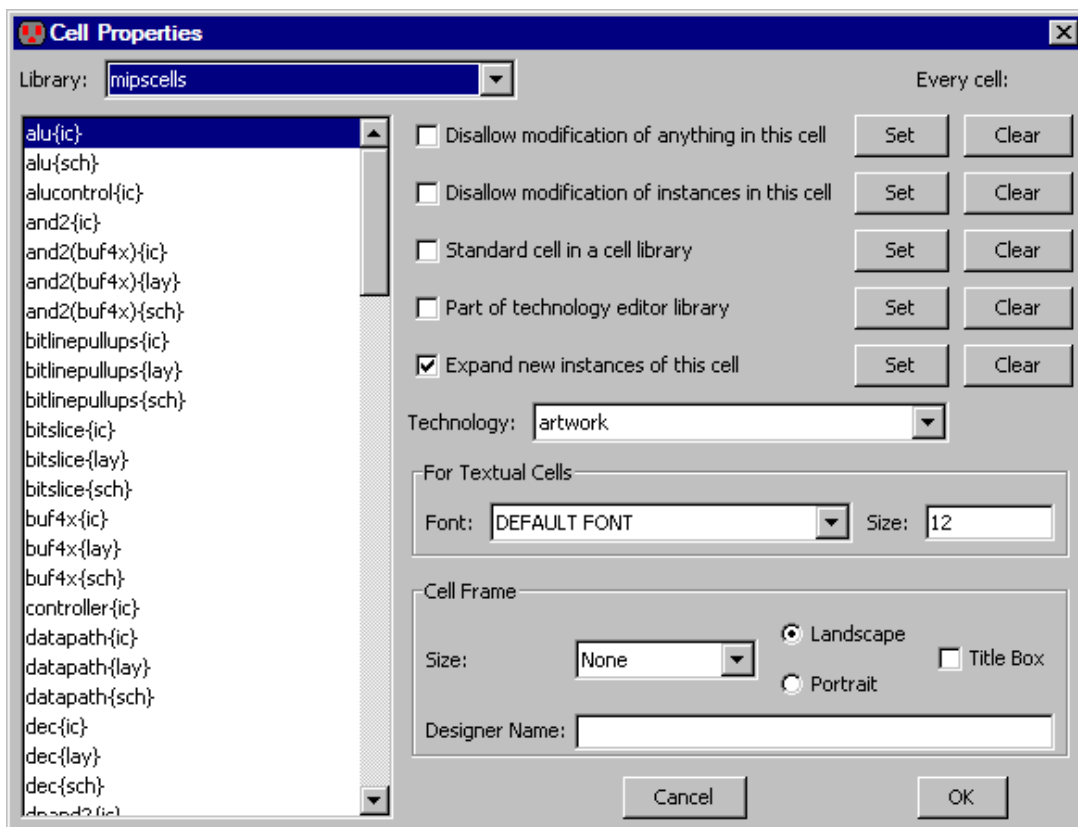 Cell Properties
Library: mipscells Every cell:
alu{ic}
alu{sch}
alucontrol{ic}
and2{ic}
and2(buf4x){ic}
and2(buf4x){lay}
and2(buf4x){sch}
bitlinepullups{ic}
bitlinepullups{lay}
bitlinepullups{sch}
bitslice{ic}
bitslice{lay}
bitslice{sch}
buf4x{ic}
buf4x{lay}
buf4x{sch}
controller{ic}
datapath{ic}
datapath{lay}
datapath{sch}
dec{ic}
dec{lay}
dec{sch}
dpand2{ic}
Disallow modification of anything in this cell Set Clear
Disallow modification of instances in this cell Set Clear
Standard cell in a cell library Set Clear
Part of technology editor library Set Clear
Expand new instances of this cell Set Clear
Technology: artwork
For Textual Cells
Font: DEFAULT FONT Size: 12
Cell Frame
Size: None Landscape Title Box
Portrait
Designer Name:
Cancel OK